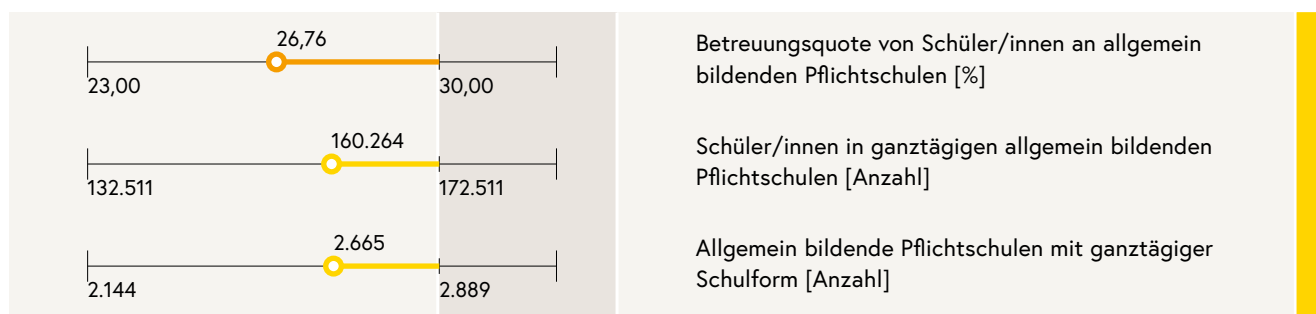 26,76
23,00
30,00
Betreuungsquote von Schüler/innen an allgemein
bildenden Pflichtschulen [%]
160.264
132.511
172.511
Schüler/innen in ganztägigen allgemein bildenden
Pflichtschulen [Anzahl]
2.665
2.144
2.889
Allgemein bildende Pflichtschulen mit ganztägiger
Schulform [Anzahl]